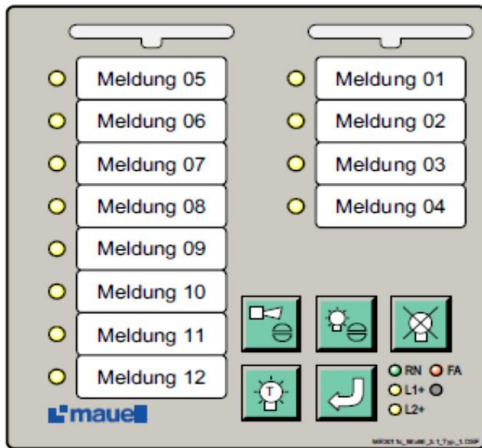 Meldung 05
Meldung 06
Meldung 07
Meldung 08
Meldung 09
Meldung 10
Meldung 11
Meldung 12
mauell
Meldung 01
Meldung 02
Meldung 03
Meldung 04
T
RN FA
L1+
L2+